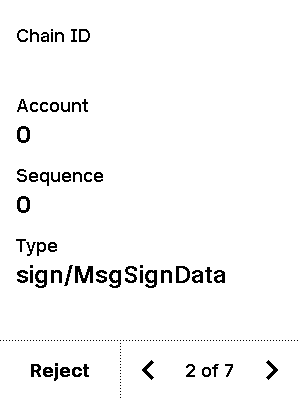 Chain ID
Account
0
Sequence
0
Type
sign/MsgSignData
Reject
2 of 7